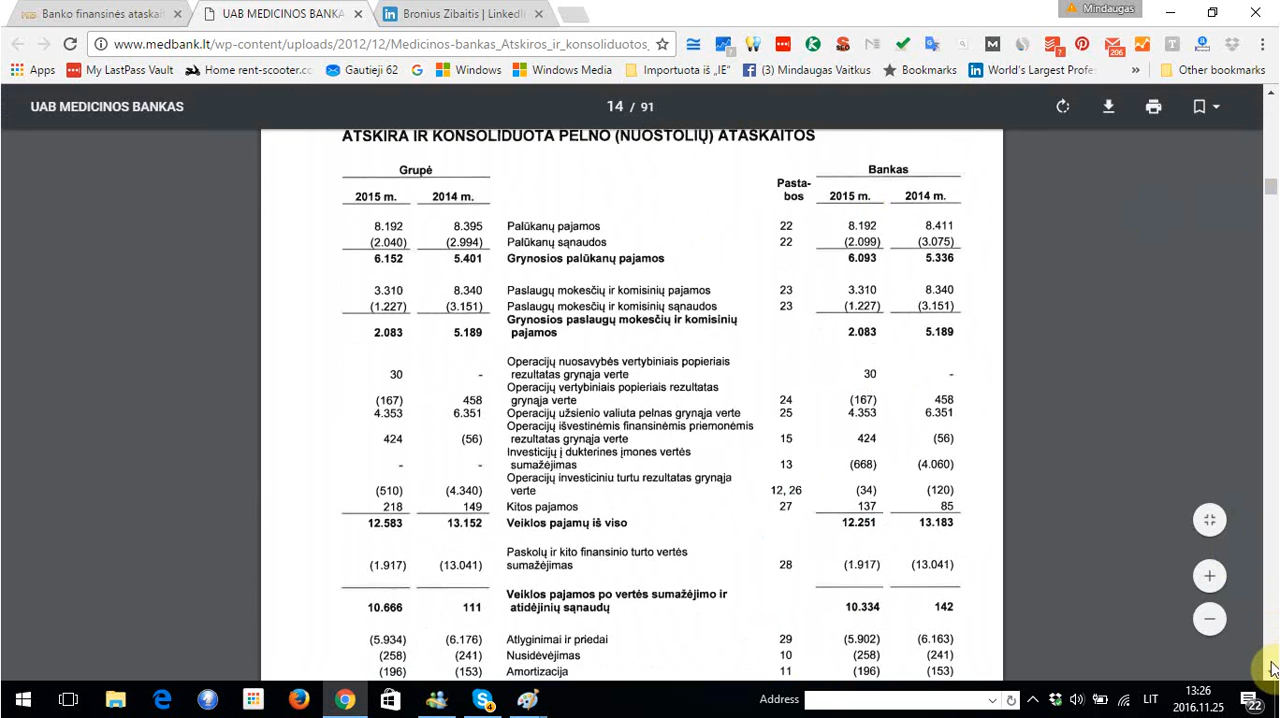 Banko finansinės ataskait
UAB MEDICINOS BANKA
Bronius Zibaitis | LinkedI
Mindaugas
www.medbank.lt/wp-content/uploads/2012/12/Medicinos-bankas_Atskiros_ir_konsoliduotos_
206
Apps My LastPass Vault Home rent-scooter.co Gautieji 62 Windows Windows Media Importuota iš „IE" (3) Mindaugas Vaitkus Bookmarks World's Largest Profe » Other bookmarks
UAB MEDICINOS BANKAS 14 / 91
ATSKIRA IR KONSOLIDUOTA PELNO (NUOSTOLIŲ) ATASKAITOS
Grupė Bankas
2015 m. 2014 m. Pasta-
bos 2015 m. 2014 m.
8.192 8.395 Palūkanų pajamos 22 8.192 8.411
(2.040) (2.994) Palūkanų sąnaudos 22 (2.099) (3.075)
6.152 5.401 Grynosios palūkanų pajamos 6.093 5.336
3.310 8.340 Paslaugų mokesčių ir komisinių pajamos 23 3.310 8.340
(1.227) (3.151) Paslaugų mokesčių ir komisinių sąnaudos 23 (1.227) (3.151)
Grynosios paslaugų mokesčių ir komisinių
2.083 5.189 pajamos 2.083 5.189
Operacijų nuosavybės vertybiniais popieriais
30 - rezultatas grynąja verte 30 -
Operacijų vertybiniais popieriais rezultatas
(167) 458 grynąja verte 24 (167) 458
4.353 6.351 Operacijų užsienio valiuta pelnas grynąja verte 25 4.353 6.351
Operacijų išvestinėmis finansinėmis priemonėmis
424 (56) rezultatas grynąja verte 15 424 (56)
Investicijų į dukterines įmones vertės
- - sumažėjimas 13 (668) (4.060)
Operacijų investiciniu turtu rezultatas grynąja
(510) (4.340) verte 12, 26 (34) (120)
218 149 Kitos pajamos 27 137 85
12.583 13.152 Veiklos pajamų iš viso 12.251 13.183
Paskolų ir kito finansinio turto vertės
(1.917) (13.041) sumažėjimas 28 (1.917) (13.041)
Veiklos pajamos po vertės sumažėjimo ir
10.666 111 atidėjinių sąnaudų 10.334 142
(5.934) (6.176) Atlyginimai ir priedai 29 (5.902) (6.163)
(258) (241) Nusidėvėjimas 10 (258) (241)
(196) (153) Amortizacija 11 (196) (153)
Address LIT 13:26
2016.11.25 22